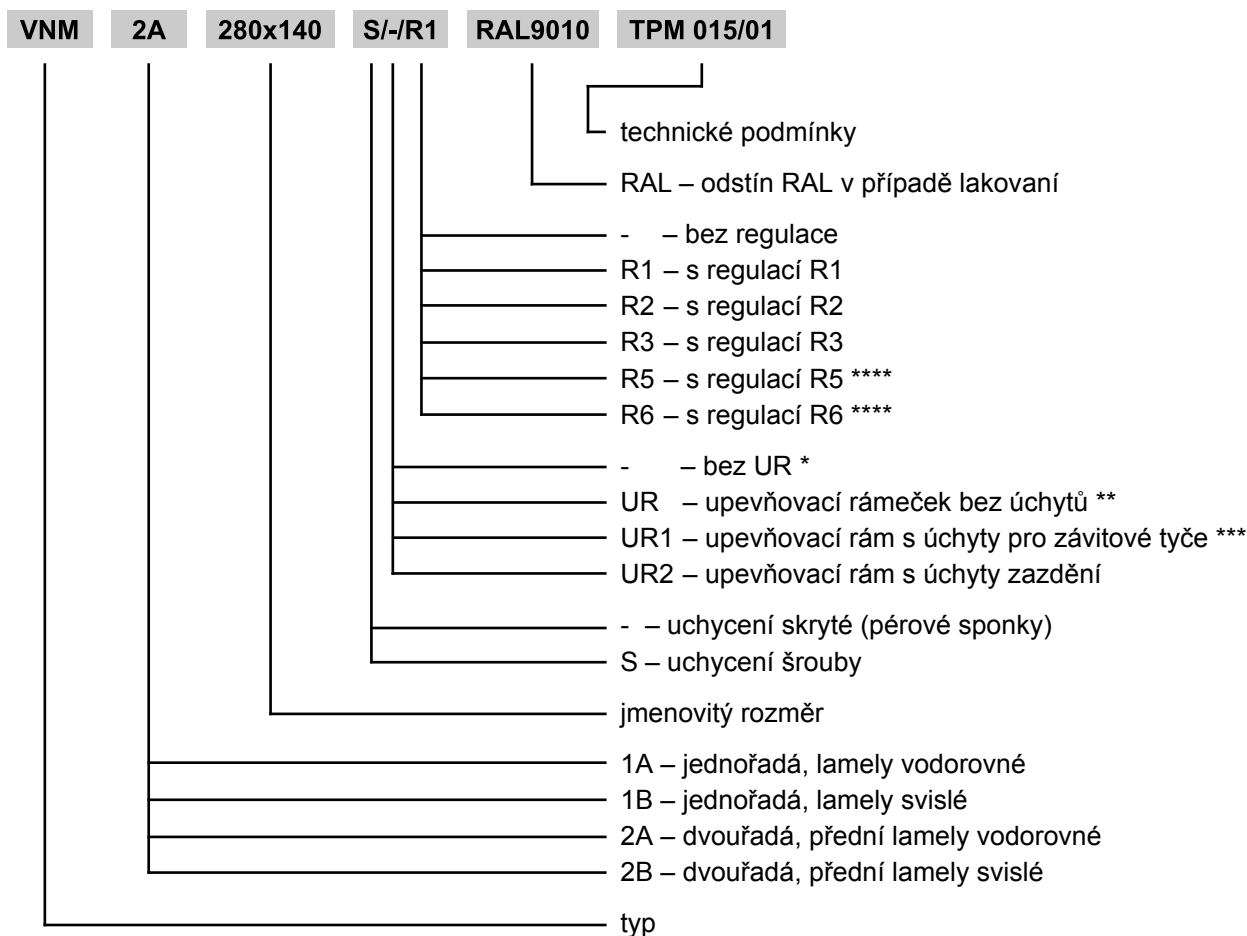 VNM 2A 280x140 S/-/R1 RAL9010 TPM 015/01
technické podmínky
RAL – odstín RAL v případě lakovaní
- – bez regulace
R1 – s regulací R1
R2 – s regulací R2
R3 – s regulací R3
R5 – s regulací R5 ****
R6 – s regulací R6 ****
- – bez UR *
UR – upevňovací rámeček bez úchytů **
UR1 – upevňovací rám s úchyty pro závitové tyče ***
UR2 – upevňovací rám s úchyty zazdění
- – uchycení skryté (pérové sponky)
S – uchycení šrouby
jmenovitý rozměr
1A – jednořadá, lamely vodorovné
1B – jednořadá, lamely svislé
2A – dvouřadá, přední lamely vodorovné
2B – dvouřadá, přední lamely svislé
typ